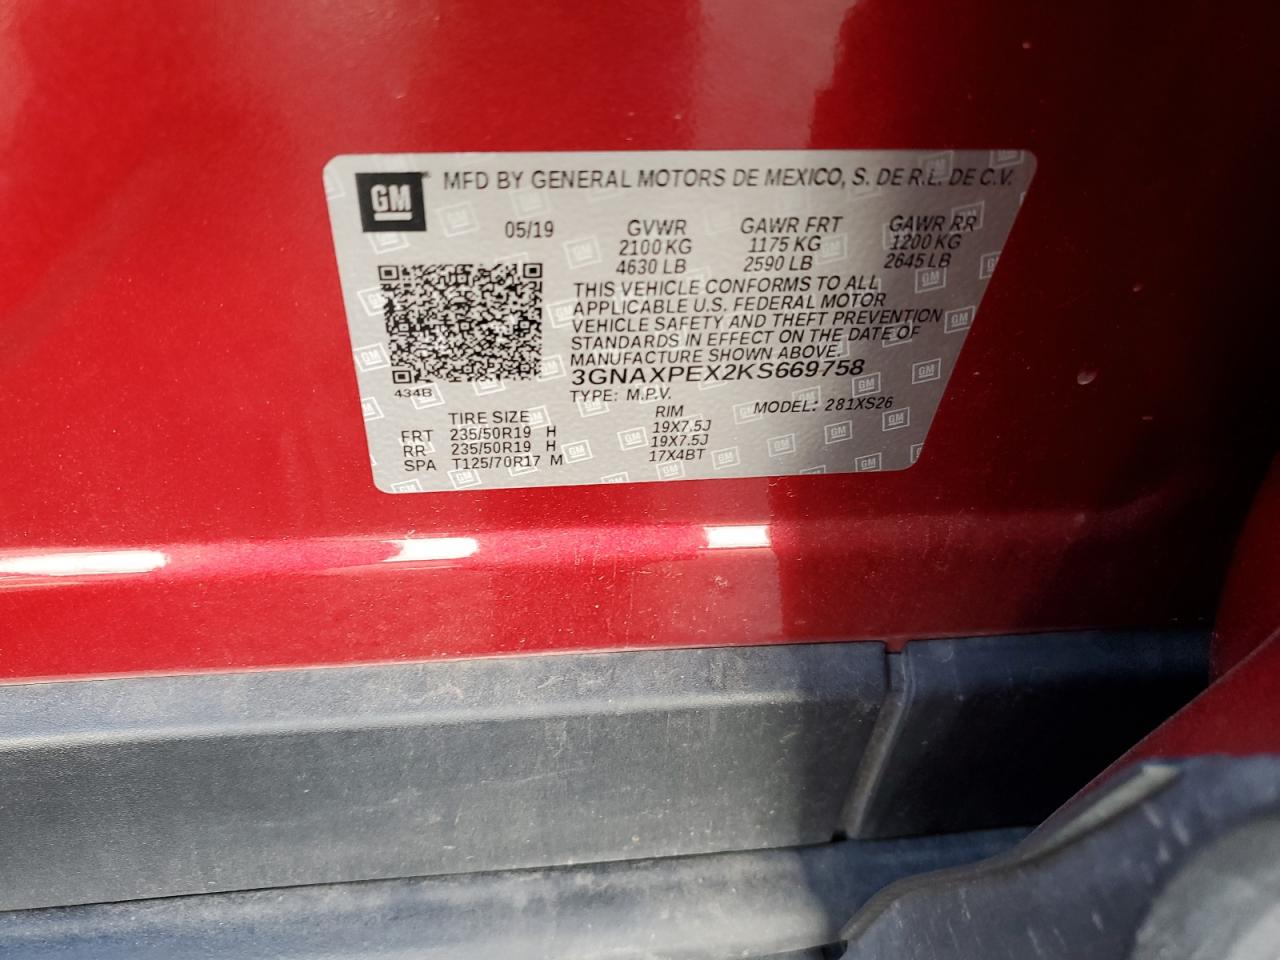 GM MFD BY GENERAL MOTORS DE MEXICO, S. DE R.L. DE C.V.
05/19 GVWR GAWR FRT GAWR RR
2100 KG 1175 KG 1200 KG
4630 LB 2590 LB 2645 LB
THIS VEHICLE CONFORMS TO ALL
APPLICABLE U.S. FEDERAL MOTOR
VEHICLE SAFETY AND THEFT PREVENTION
STANDARDS IN EFFECT ON THE DATE OF
MANUFACTURE SHOWN ABOVE.
3GNAXPEX2KS669758
434B
TYPE: M.P.V. MODEL: 281XS26
TIRE SIZE RIM
FRT 235/50R19 H 19X7.5J
RR 235/50R19 H 19X7.5J
SPA T125/70R17 M 17X4BT